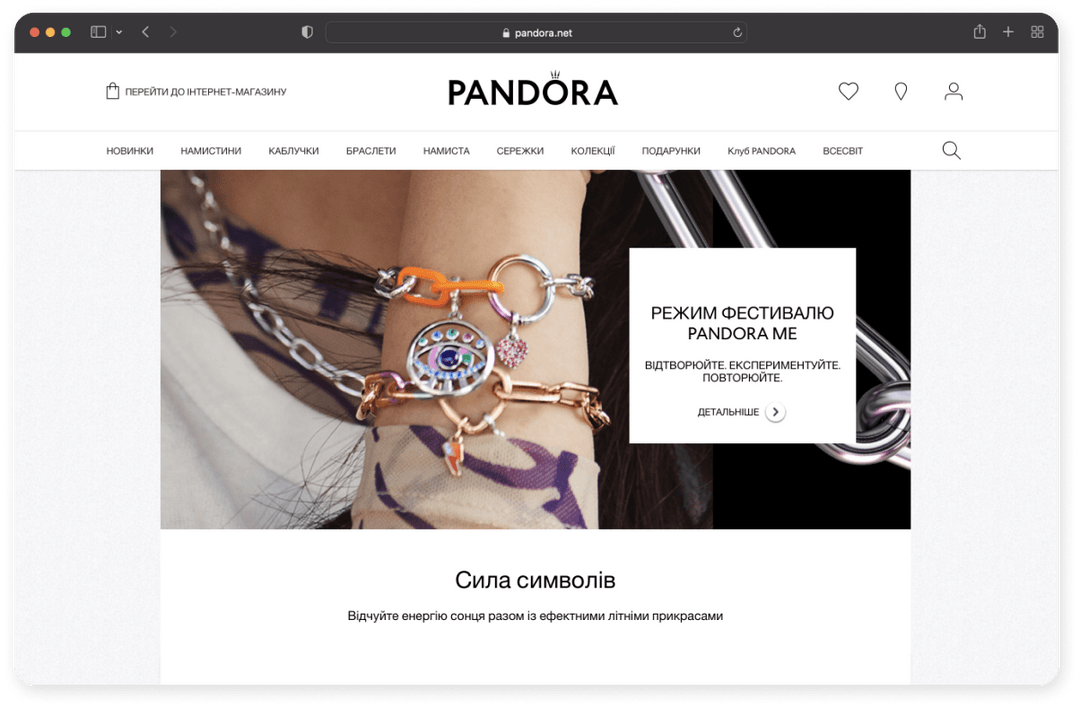 pandora.net
ПЕРЕЙТИ ДО ІНТЕРНЕТ-МАГАЗИНУ
PANDORA
НОВИНКИ НАМИСТИНИ КАБЛУЧКИ БРАСЛЕТИ НАМИСТА СЕРЕЖКИ КОЛЕКЦІЇ ПОДАРУНКИ Клуб PANDORA ВСЕСВІТ
РЕЖИМ ФЕСТИВАЛЮ
PANDORA ME
ВІДТВОРЮЙТЕ. ЕКСПЕРИМЕНТУЙТЕ.
ПОВТОРЮЙТЕ.
ДЕТАЛЬНІШЕ
Сила символів
Відчуйте енергію сонця разом із ефектними літніми прикрасами